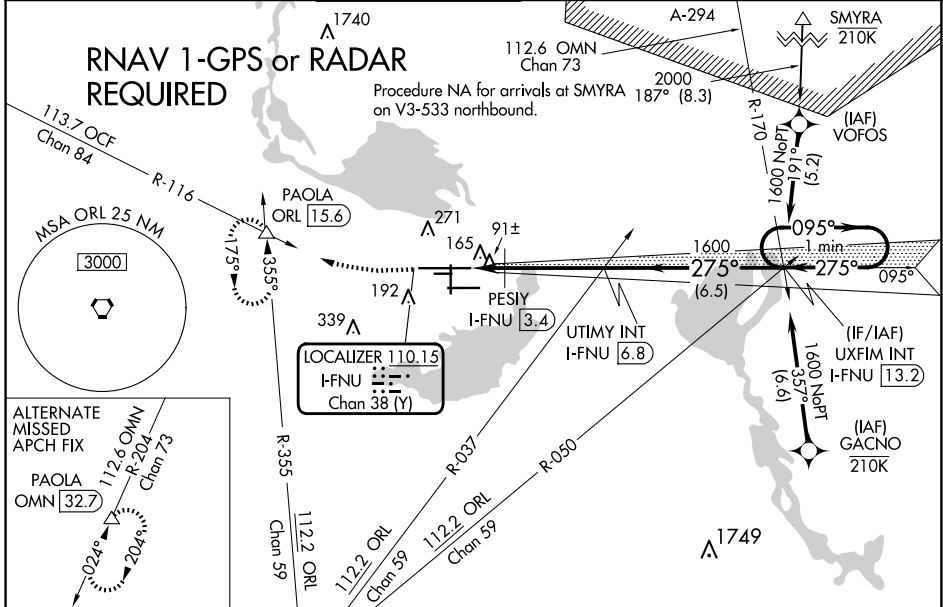 1740
RNAV 1-GPS or RADAR
REQUIRED
112.6 OMN
Chan 73
A-294
SMYRA
210K
Procedure NA for arrivals at SMYRA
on V3-533 northbound.
2000
187° (8.3)
R-170
(IAF)
VOFOS
1600 NoPT
191°
(5.2)
113.7 OCF
Chan 84
R-116
PAOLA
ORL 15.6
175°
355°
MSA ORL 25 NM
3000
271
165
91±
192
339
1600
275°
(6.5)
095°
1 min
275°
095°
PESIY
I-FNU 3.4
UTIMY INT
I-FNU 6.8
(IF/IAF)
UXFIM INT
I-FNU 13.2
LOCALIZER 110.15
I-FNU
Chan 38 (Y)
1600 NoPT
357°
(6.6)
(IAF)
GACNO
210K
ALTERNATE
MISSED
APCH FIX
112.6 OMN
R-204
Chan 73
PAOLA
OMN 32.7
024°
204°
R-355
112.2 ORL
Chan 59
R-037
112.2 ORL
Chan 59
R-050
112.2 ORL
Chan 59
1749